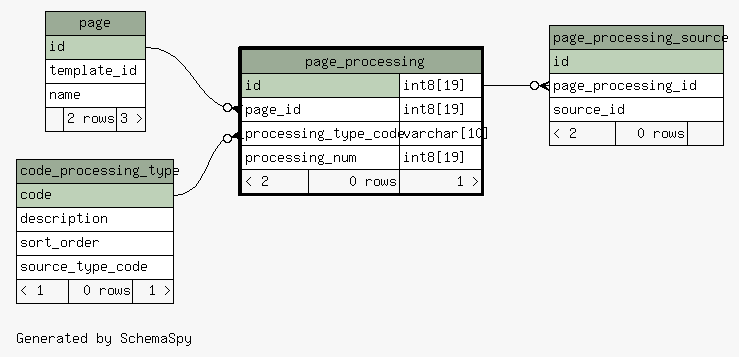 page
id
template_id
name
2 rows 3 >
code_processing_type
code
description
sort_order
source_type_code
< 1 0 rows 1 >
page_processing
id int8[19]
page_id int8[19]
processing_type_code varchar[10]
processing_num int8[19]
< 2 0 rows 1 >
page_processing_source
id
page_processing_id
source_id
< 2 0 rows
Generated by SchemaSpy